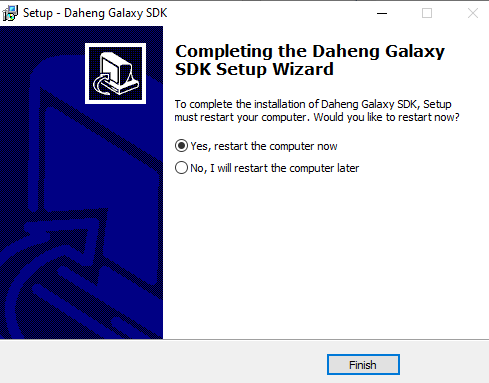 Setup - Daheng Galaxy SDK
Completing the Daheng Galaxy
SDK Setup Wizard
To complete the installation of Daheng Galaxy SDK, Setup
must restart your computer. Would you like to restart now?
Yes, restart the computer now
No, I will restart the computer later
Finish